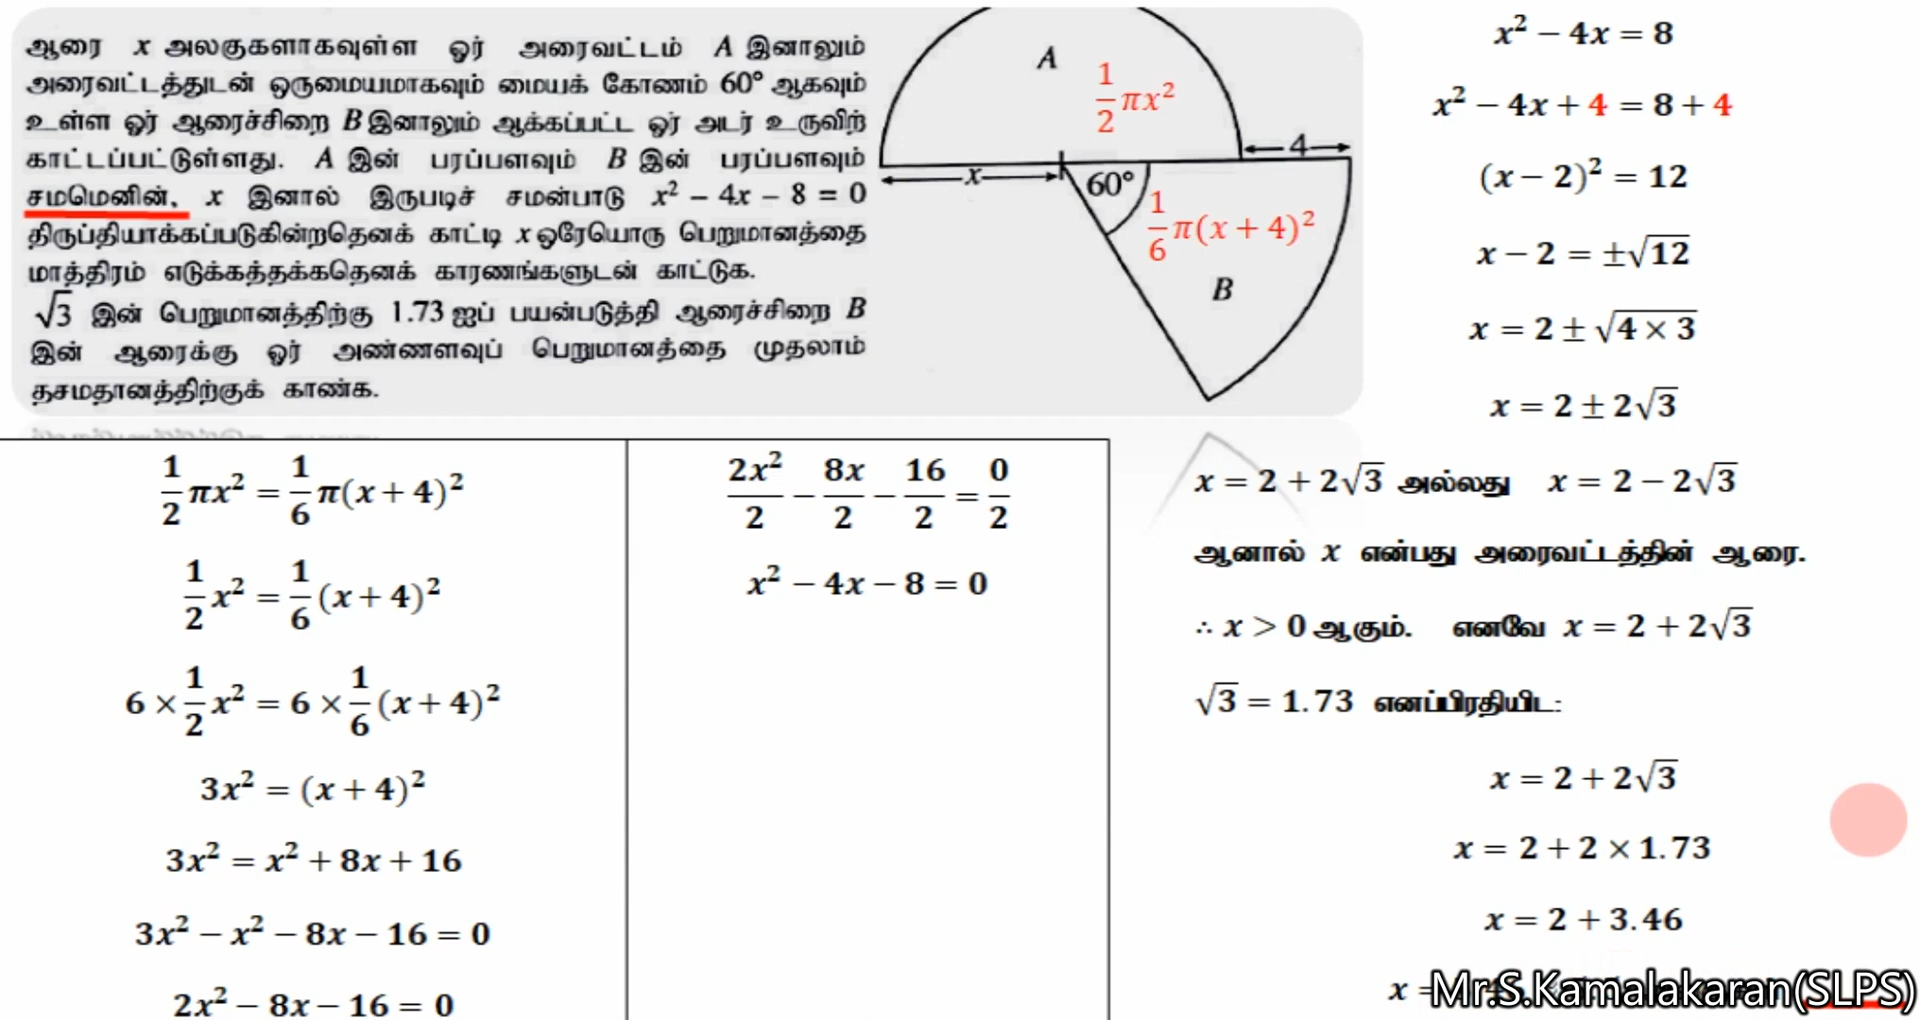 ஆரை x அலகுகளாகவுள்ள ஓர் அரைவட்டம் A இனாலும்
அரைவட்டத்துடன் ஒருமையமாகவும் மையக் கோணம் 60° ஆகவும்
உள்ள ஓர் ஆரைச்சிறை B இனாலும் ஆக்கப்பட்ட ஓர் அடர் உருவிற்
காட்டப்பட்டுள்ளது. A இன் பரப்பளவும் B இன் பரப்பளவும்
சமமெனின், x இனால் இருபடிச் சமன்பாடு x² − 4x − 8 = 0
திருப்தியாக்கப்படுகின்றதெனக் காட்டி x ஒரேயொரு பெறுமானத்தை
மாத்திரம் எடுக்கத்தக்கதெனக் காரணங்களுடன் காட்டுக.
√3 இன் பெறுமானத்திற்கு 1.73 ஐப் பயன்படுத்தி ஆரைச்சிறை B
இன் ஆரைக்கு ஓர் அண்ணளவுப் பெறுமானத்தை முதலாம்
தசமதானத்திற்குக் காண்க.
A
1/2 πx²
4
x
60°
1/6 π(x + 4)²
B
1/2 πx² = 1/6 π(x + 4)²
1/2 x² = 1/6 (x + 4)²
6 × 1/2 x² = 6 × 1/6 (x + 4)²
3x² = (x + 4)²
3x² = x² + 8x + 16
3x² − x² − 8x − 16 = 0
2x² − 8x − 16 = 0
2x²/2 − 8x/2 − 16/2 = 0/2
x² − 4x − 8 = 0
x² − 4x = 8
x² − 4x + 4 = 8 + 4
(x − 2)² = 12
x − 2 = ±√12
x = 2 ± √(4 × 3)
x = 2 ± 2√3
x = 2 + 2√3 அல்லது x = 2 − 2√3
ஆனால் x என்பது அரைவட்டத்தின் ஆரை.
∴ x > 0 ஆகும். எனவே x = 2 + 2√3
√3 = 1.73 எனப்பிரதியிட:
x = 2 + 2√3
x = 2 + 2 × 1.73
x = 2 + 3.46
x =
Mr.S.Kamalakaran(SLPS)